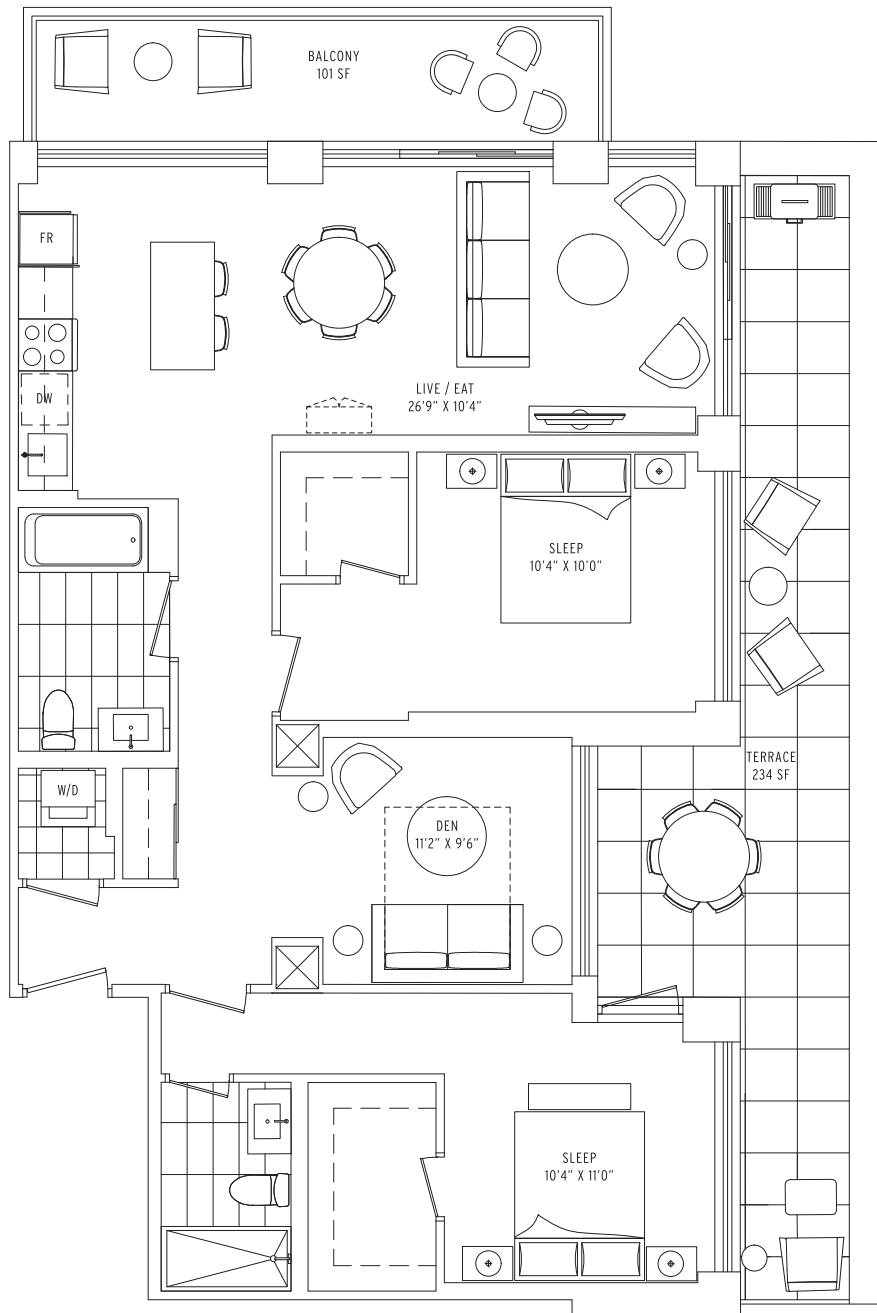 BALCONY
101 SF
FR
DW
LIVE / EAT
26'9" X 10'4"
SLEEP
10'4" X 10'0"
W/D
DEN
11'2" X 9'6"
TERRACE
234 SF
SLEEP
10'4" X 11'0"